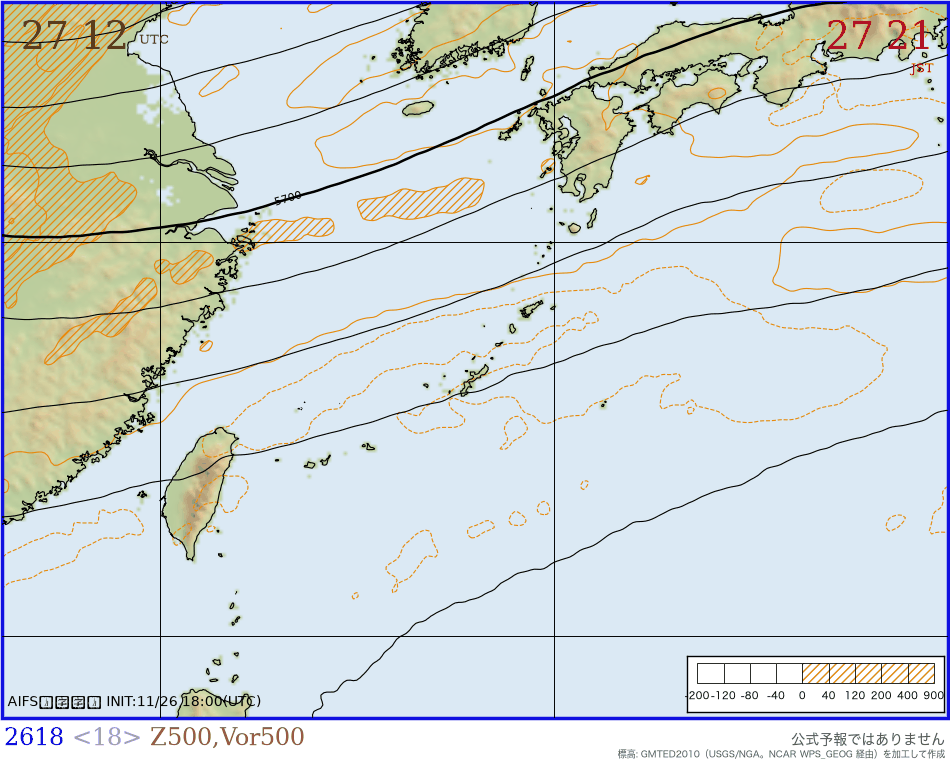 27 12 UTC
27 21
JST
5700
AIFS INIT:11/26 18:00(UTC)
-200 -120 -80 -40 0 40 120 200 400 900
2618 <18> Z500,Vor500
公式予報ではありません
標高: GMTED2010（USGS/NGA。NCAR WPS_GEOG 経由）を加工して作成